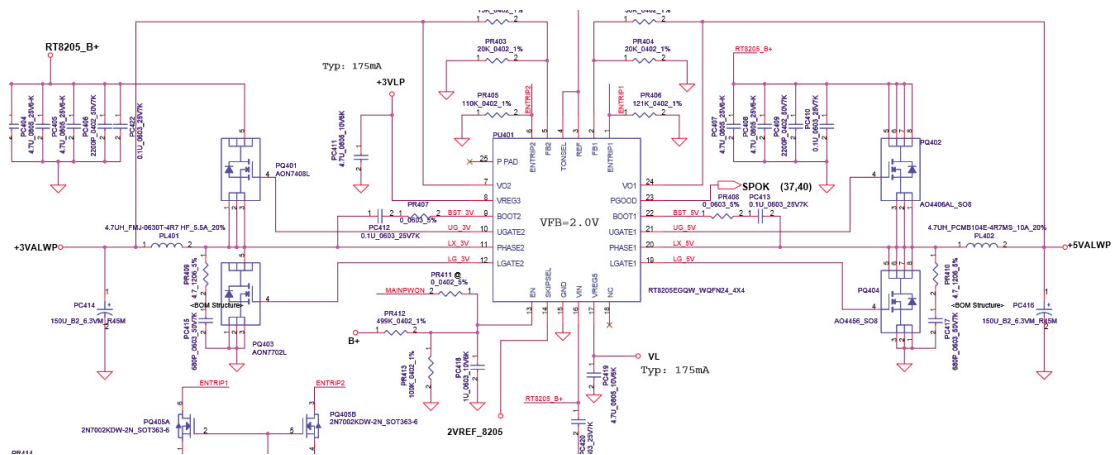 RT8205_B+
PC404
4.7U_0805_25V6-K
PC405
4.7U_0805_25V6-K
PC406
2200P_0402_50V7K
PC422
0.1U_0603_25V7K
PQ401
AON7408L
Typ: 175mA
+3VLP
PC411
4.7U_0805_10V6K
PR403
20K_0402_1%
PR404
20K_0402_1%
PR405
110K_0402_1%
ENTRIP2
ENTRIP1
PR406
121K_0402_1%
PU401
P PAD
ENTRIP2
FB2
TONSEL
REF
FB1
ENTRIP1
VO2
VREG3
BOOT2
UGATE2
PHASE2
LGATE2
VFB=2.0V
VO1
PGOOD
BOOT1
UGATE1
PHASE1
LGATE1
EN
SKIPSEL
GND
VIN
VREG5
NC
RT8205EGQW_WQFN24_4X4
RT8205_B+
PC407
4.7U_0805_25V6-K
PC408
4.7U_0805_25V6-K
PC409
2200P_0402_50V7K
PC410
0.1U_0603_25V7K
PQ402
AO4406AL_SO8
SPOK (37,40)
PR407
0_0603_5%
PC412
0.1U_0603_25V7K
BST_3V
UG_3V
LX_3V
LG_3V
PR408
0_0603_5%
PC413
0.1U_0603_25V7K
BST_5V
UG_5V
LX_5V
LG_5V
+3VALWP
4.7UH_FMJ-0630T-4R7 HF_5.5A_20%
PL401
4.7UH_PCMB104E-4R7MS_10A_20%
PL402
+5VALWP
PR409
4.7_1206_5%
<BOM Structure>
PC414
150U_B2_6.3VM_R45M
PC415
680P_0603_50V7K
PQ403
AON7702L
PR411 @
0_0402_5%
MAINPWON
PR412
499K_0402_1%
B+
PR413
100K_0402_1%
PC418
1U_0603_10V6K
2VREF_8205
VL
Typ: 175mA
PC419
4.7U_0805_10V6K
RT8205_B+
PC420
PQ404
AO4456_SO8
PR410
4.7_1206_5%
<BOM Structure>
PC417
680P_0603_50V7K
PC416
150U_B2_6.3VM_R45M
ENTRIP1
ENTRIP2
PQ405A
2N7002KDW-2N_SOT363-6
PQ405B
2N7002KDW-2N_SOT363-6